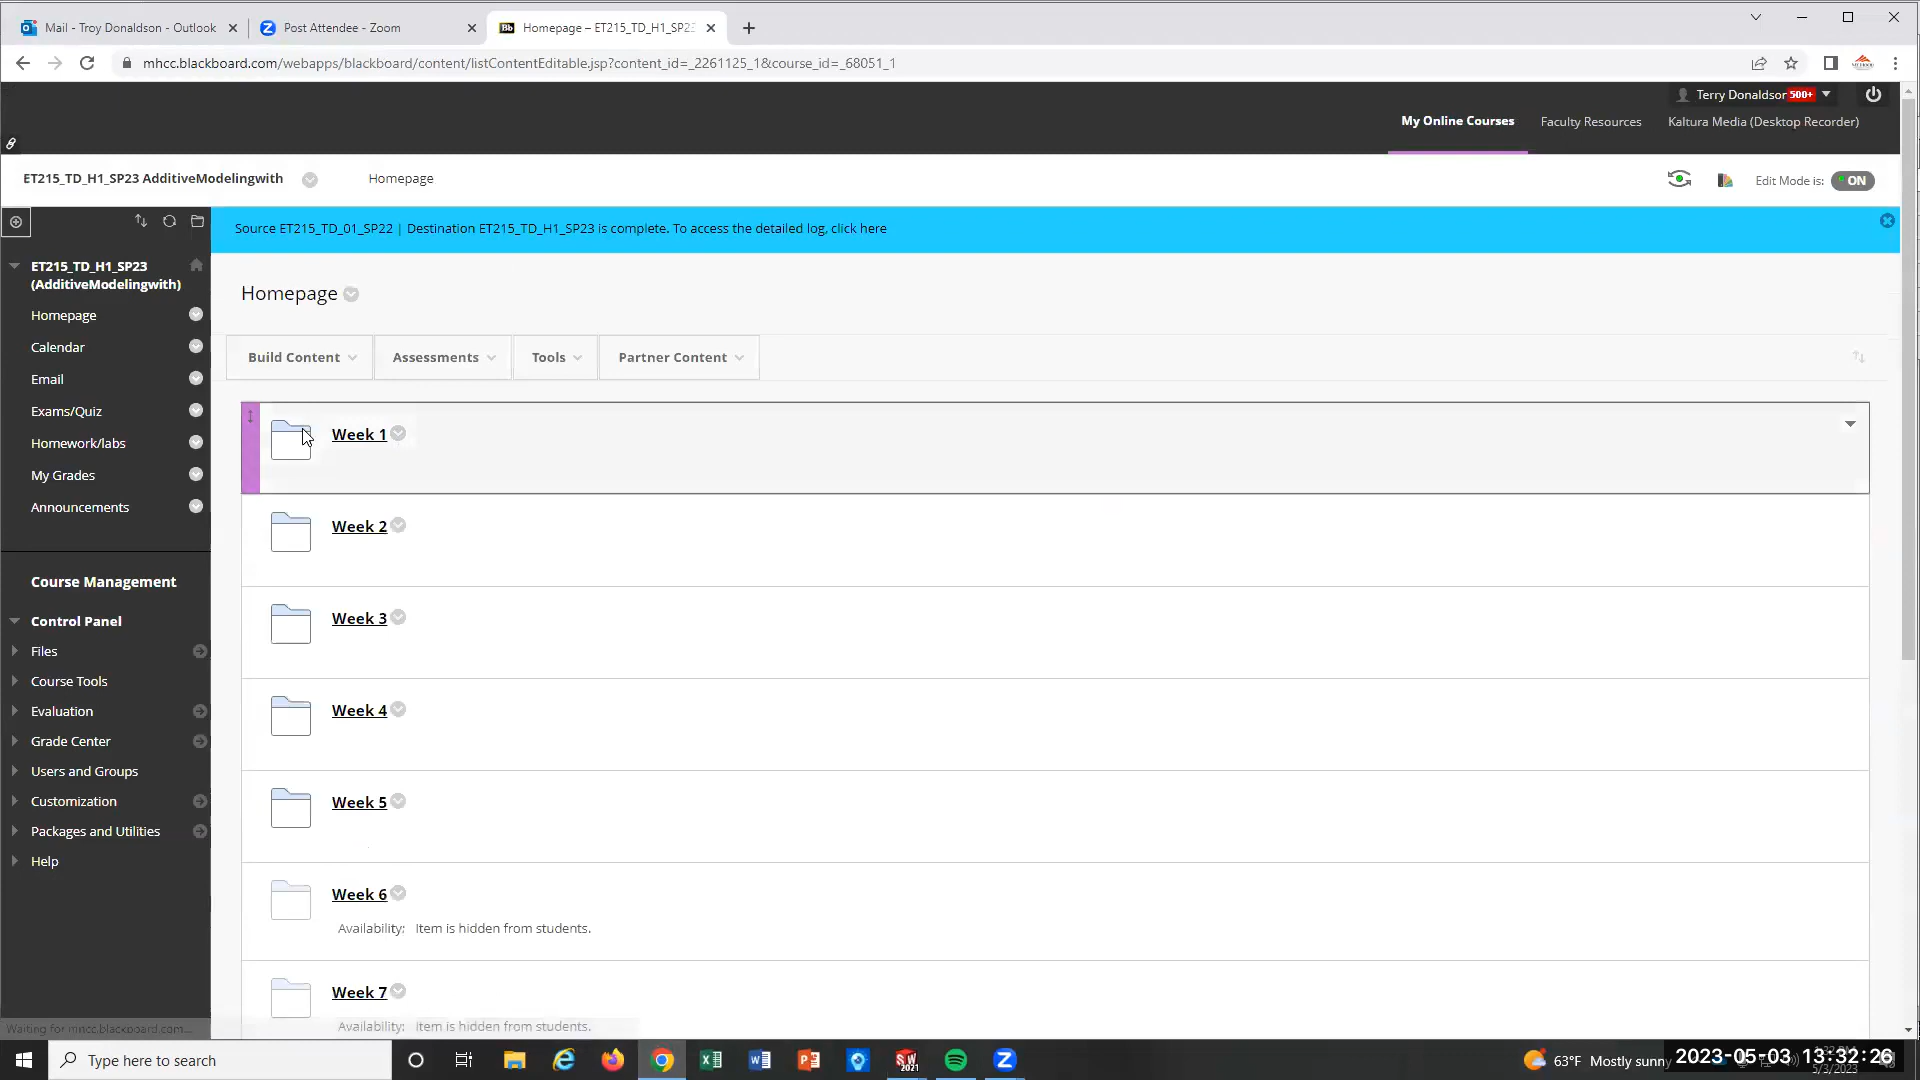 Mail - Troy Donaldson - Outlook
Post Attendee - Zoom
Bb Homepage – ET215_TD_H1_SP23
mhcc.blackboard.com/webapps/blackboard/content/listContentEditable.jsp?content_id=_2261125_1&course_id=_68051_1
Terry Donaldson 500+
My Online Courses
Faculty Resources
Kaltura Media (Desktop Recorder)
ET215_TD_H1_SP23 AdditiveModelingwith
Homepage
Edit Mode is: ON
Source ET215_TD_01_SP22 | Destination ET215_TD_H1_SP23 is complete. To access the detailed log, click here
ET215_TD_H1_SP23
(AdditiveModelingwith)
Homepage
Calendar
Email
Exams/Quiz
Homework/labs
My Grades
Announcements
Course Management
Control Panel
Files
Course Tools
Evaluation
Grade Center
Users and Groups
Customization
Packages and Utilities
Help
Homepage
Build Content
Assessments
Tools
Partner Content
Week 1
Week 2
Week 3
Week 4
Week 5
Week 6
Availability: Item is hidden from students.
Week 7
Availability: Item is hidden from students.
Waiting for mhcc.blackboard.com...
Type here to search
SW
2021
63°F Mostly sunny
2023-05-03 13:32:26
5/3/2023